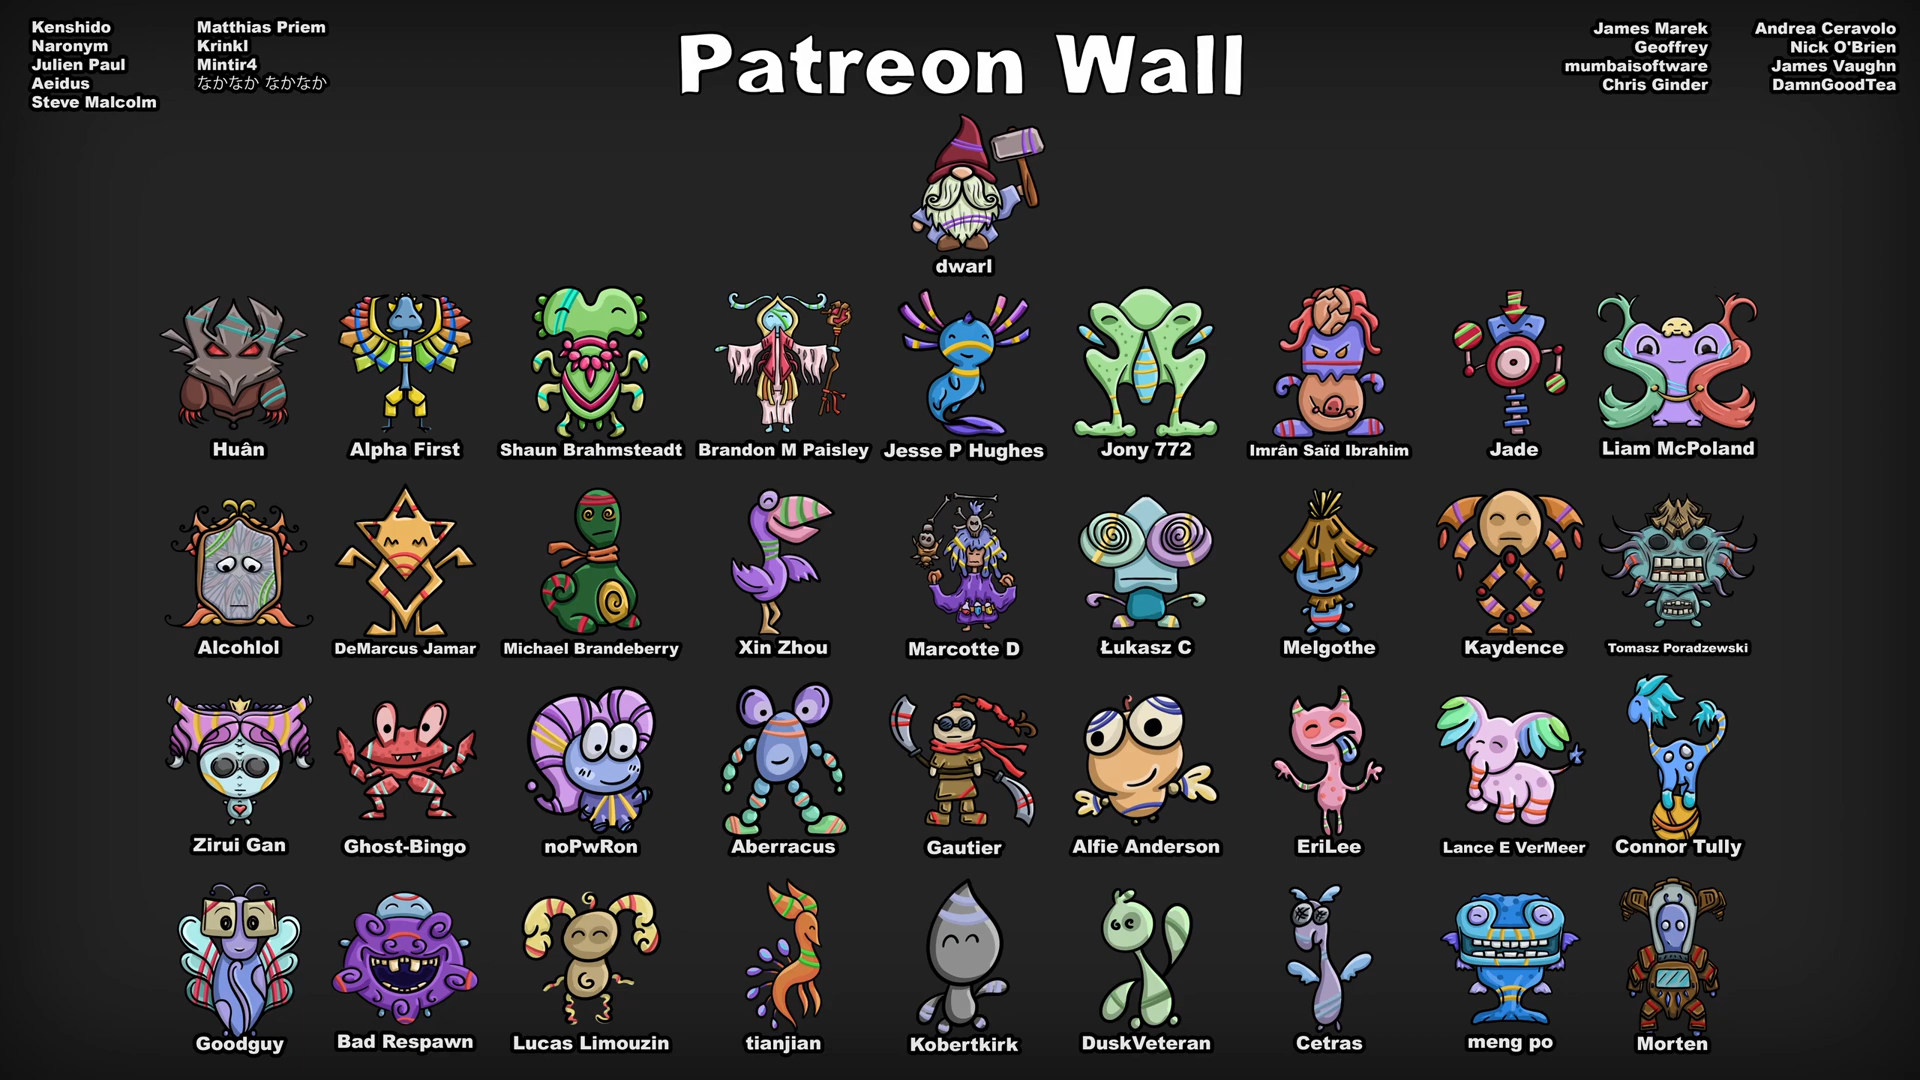 Kenshido
Naronym
Julien Paul
Aeidus
Steve Malcolm
Matthias Priem
Krinkl
Mintir4
なかなか なかなか
Patreon Wall
James Marek
Geoffrey
mumbaisoftware
Chris Ginder
Andrea Ceravolo
Nick O'Brien
James Vaughn
DamnGoodTea
dwarl
Huân
Alpha First
Shaun Brahmsteadt
Brandon M Paisley
Jesse P Hughes
Jony 772
Imrân Saïd Ibrahim
Jade
Liam McPoland
Alcohlol
DeMarcus Jamar
Michael Brandeberry
Xin Zhou
Marcotte D
Łukasz C
Melgothe
Kaydence
Tomasz Poradzewski
Zirui Gan
Ghost-Bingo
noPwRon
Aberracus
Gautier
Alfie Anderson
EriLee
Lance E VerMeer
Connor Tully
Goodguy
Bad Respawn
Lucas Limouzin
tianjian
Kobertkirk
DuskVeteran
Cetras
meng po
Morten